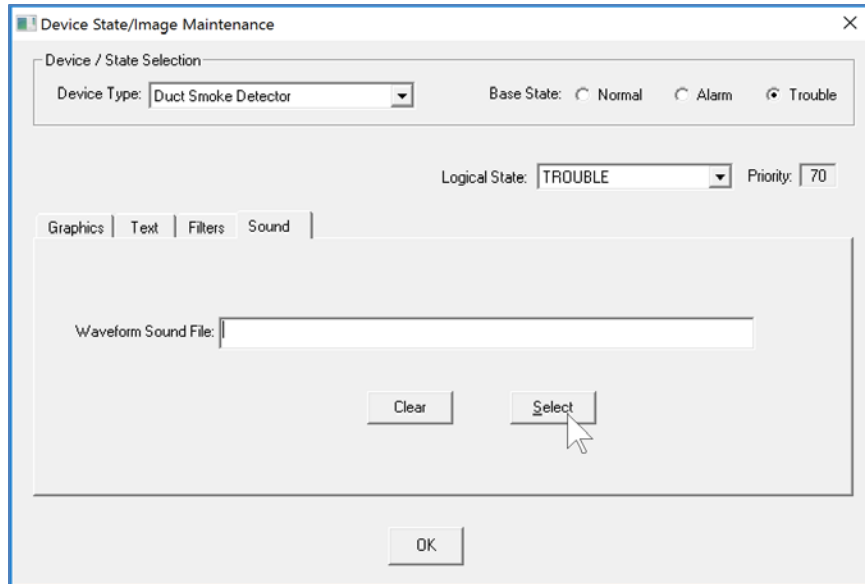 Device State/Image Maintenance
Device / State Selection
Device Type: Duct Smoke Detector Base State: Normal Alarm Trouble
Logical State: TROUBLE Priority: 70
Graphics Text Filters Sound
Waveform Sound File:
Clear Select
OK